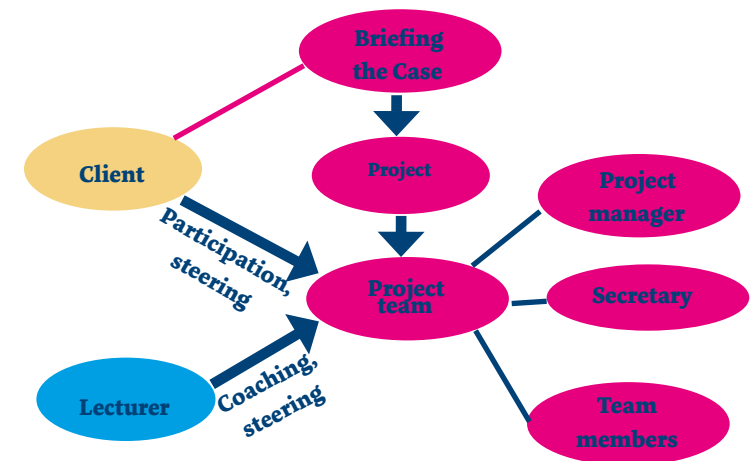 Briefing
the Case
Client
Project
Project
manager
Participation,
steering
Project
team
Secretary
Lecturer
Coaching,
steering
Team
members